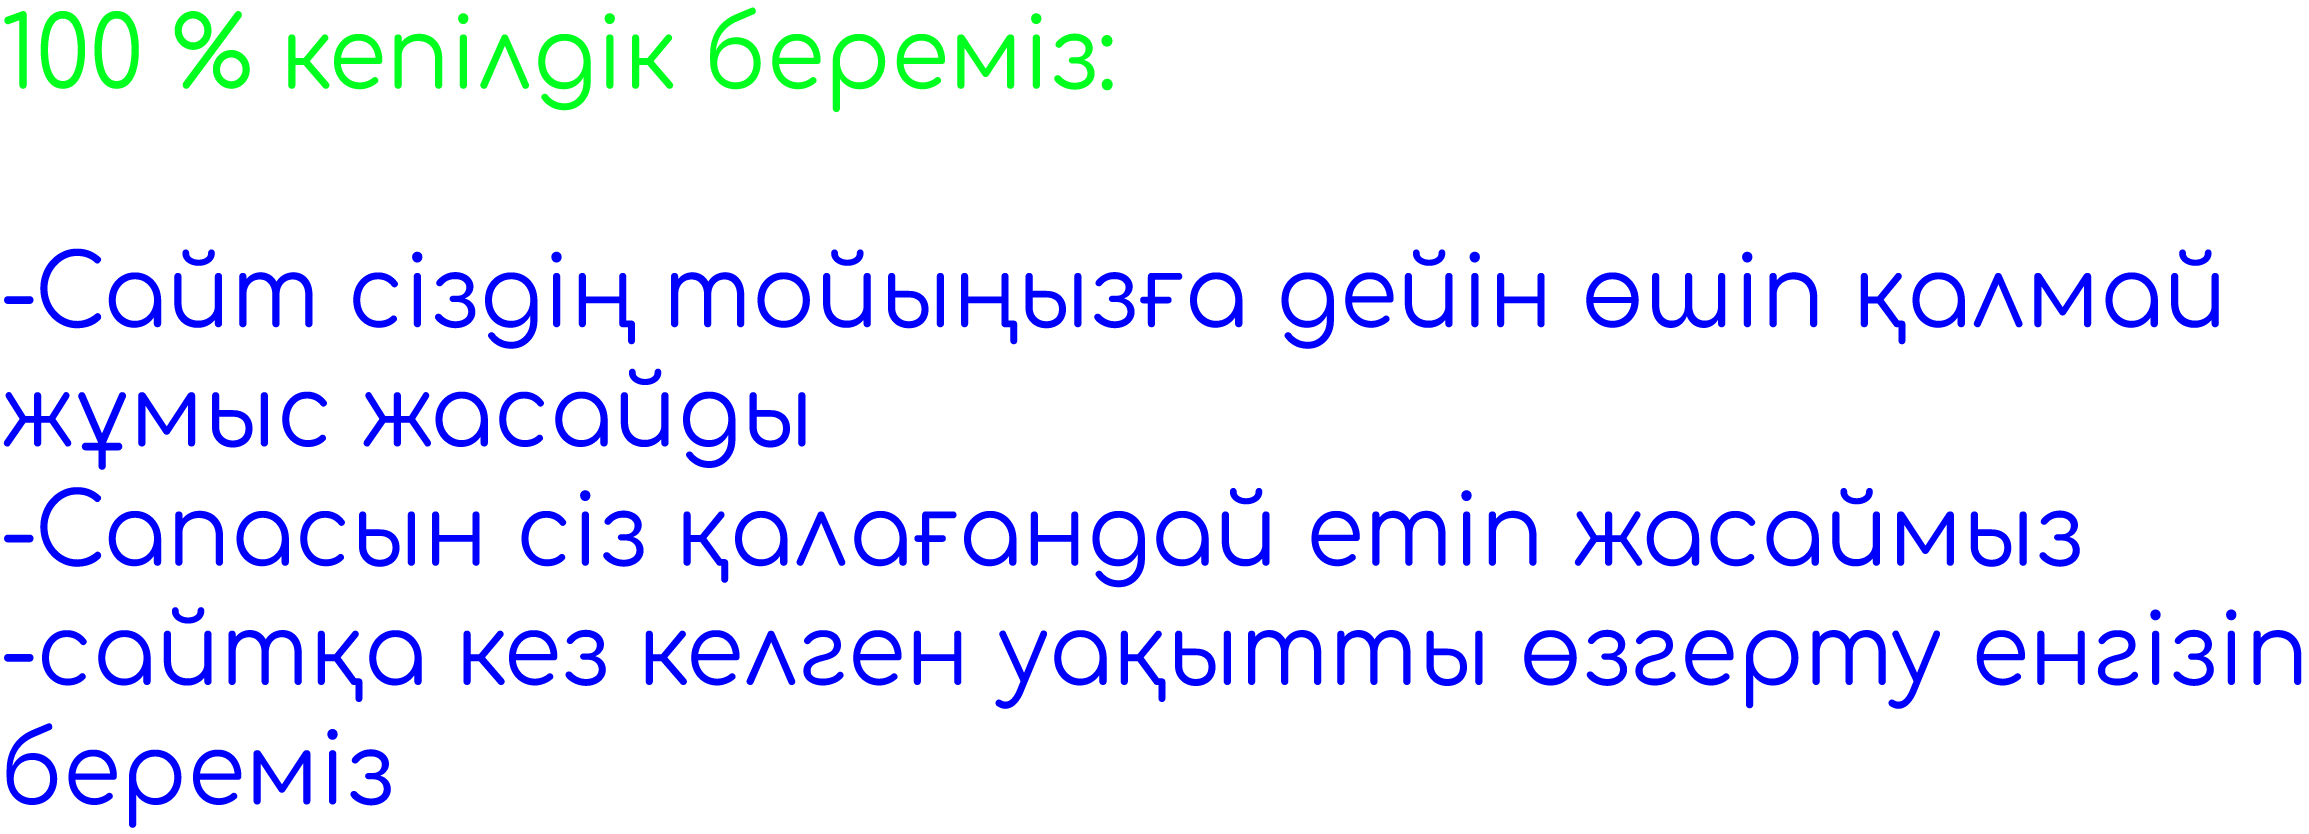 100 % кепілдік береміз:
-Сайт сіздің тойыңызға дейін өшіп қалмай
жұмыс жасайды
-Сапасын сіз қалағандай етіп жасаймыз
-сайтқа кез келген уақытты өзгерту енгізіп
береміз